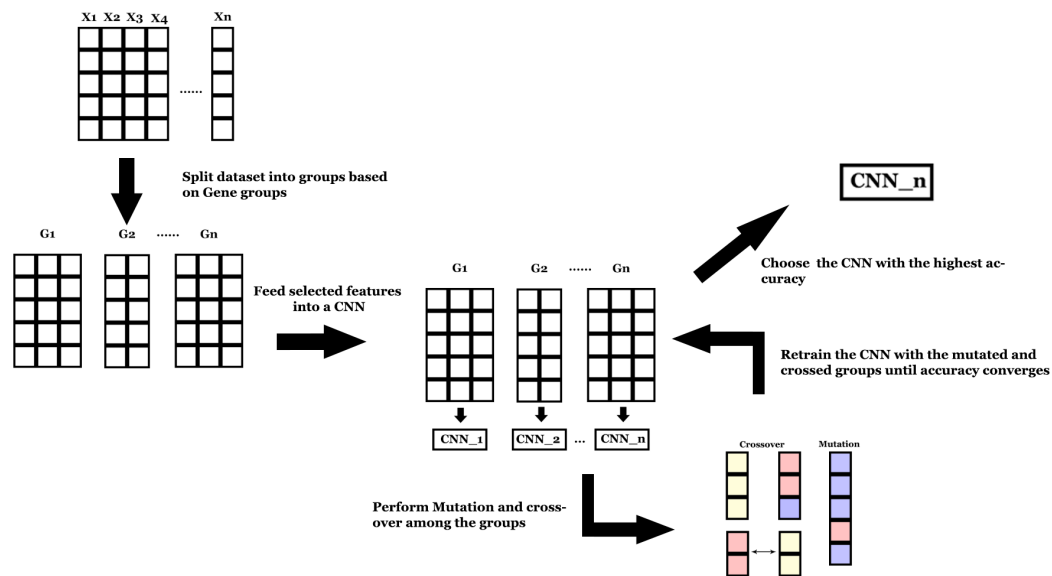 X1 X2 X3 X4 Xn
......
Split dataset into groups based
on Gene groups
G1 G2 ...... Gn
Feed selected features
into a CNN
G1 G2 ...... Gn
CNN_1 CNN_2 ... CNN_n
CNN_n
Choose the CNN with the highest ac-
curacy
Retrain the CNN with the mutated and
crossed groups until accuracy converges
Perform Mutation and cross-
over among the groups
Crossover Mutation